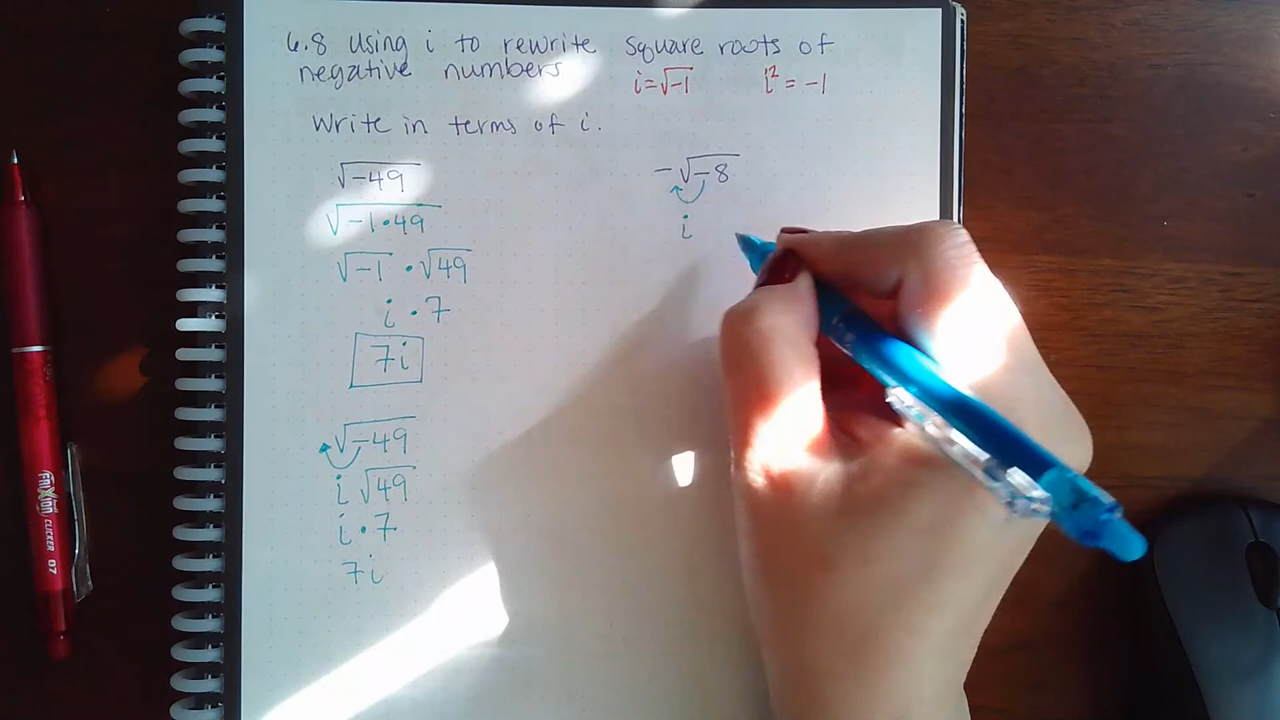 6.8 using i to rewrite square roots of
negative numbers
i=√-1 i² = -1
Write in terms of i.
√-49
√-1•49
√-1 • √49
i • 7
7i
√-49
i √49
i • 7
7i
-√-8
i
FRIXION CLICKER 07